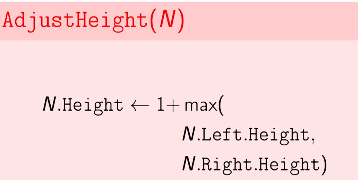 AdjustHeight(N)
N.Height ← 1+ max(
N.Left.Height,
N.Right.Height)